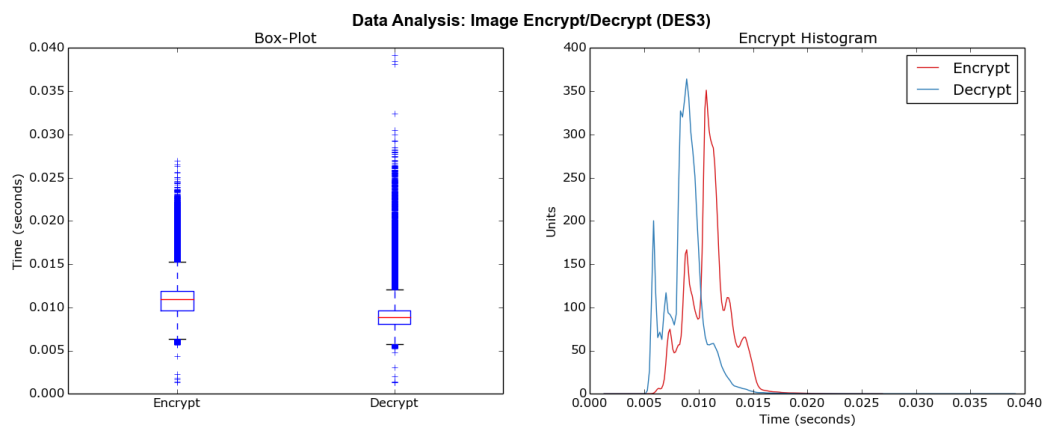 Data Analysis: Image Encrypt/Decrypt (DES3)
Box-Plot
0.040
0.035
0.030
0.025
0.020
0.015
0.010
0.005
0.000
Time (seconds)
Encrypt
Decrypt
Encrypt Histogram
400
350
300
250
200
150
100
50
0
Units
Encrypt
Decrypt
0.000 0.005 0.010 0.015 0.020 0.025 0.030 0.035 0.040
Time (seconds)